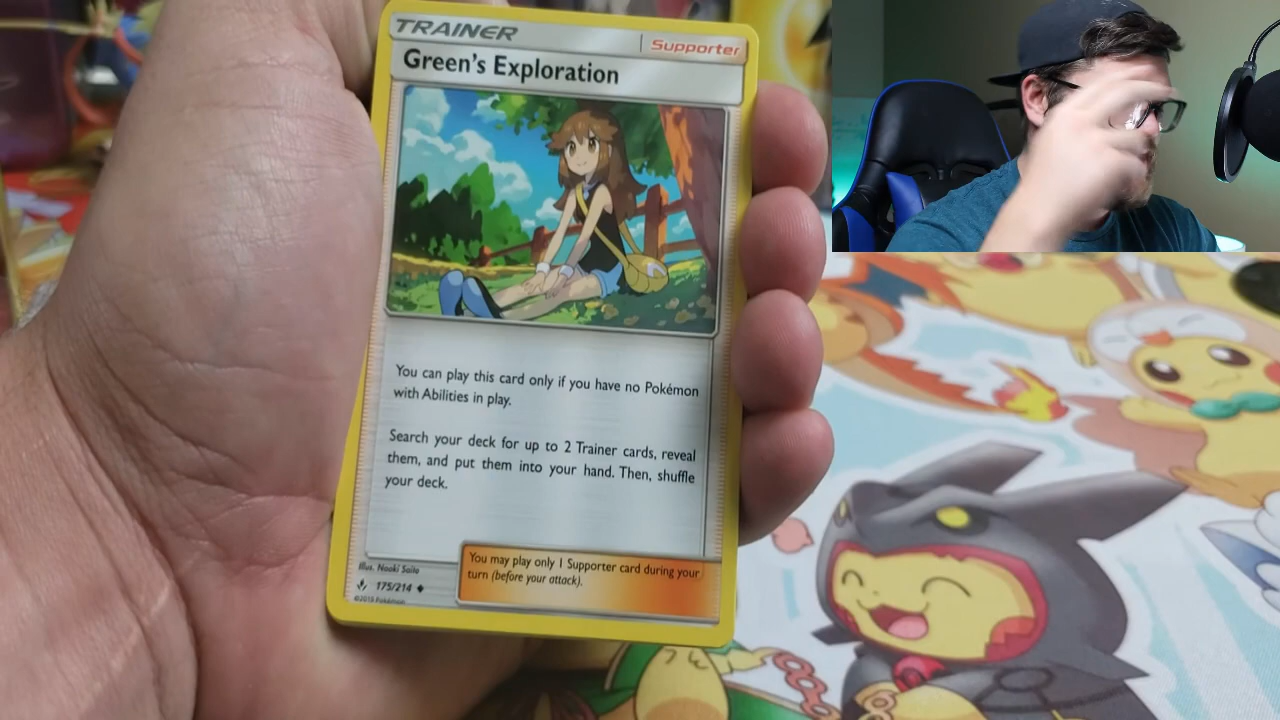 TRAINER
Supporter
Green's Exploration
You can play this card only if you have no Pokémon
with Abilities in play.
Search your deck for up to 2 Trainer cards, reveal
them, and put them into your hand. Then, shuffle
your deck.
Illus. Naoki Saito
175/214
©2019 Pokémon
You may play only 1 Supporter card during your
turn (before your attack).